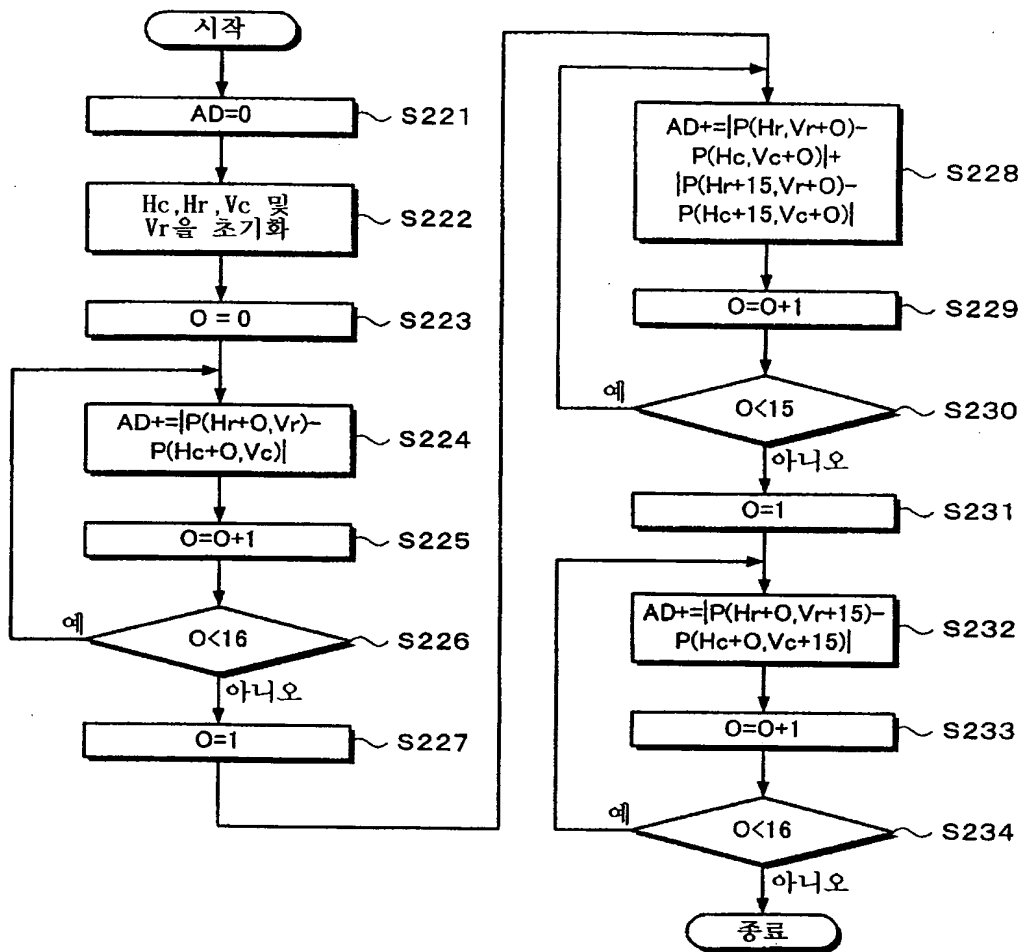 시작
AD=0
S221
Hc,Hr,Vc 및
Vr을 초기화
S222
O = 0
S223
AD+=|P(Hr+O,Vr)-
P(Hc+O,Vc)|
S224
O=O+1
S225
예
O<16
S226
아니오
O=1
S227
AD+=|P(Hr,Vr+O)-
P(Hc,Vc+O)|+
|P(Hr+15,Vr+O)-
P(Hc+15,Vc+O)|
S228
O=O+1
S229
예
O<15
S230
아니오
O=1
S231
AD+=|P(Hr+O,Vr+15)-
P(Hc+O,Vc+15)|
S232
O=O+1
S233
예
O<16
S234
아니오
종료